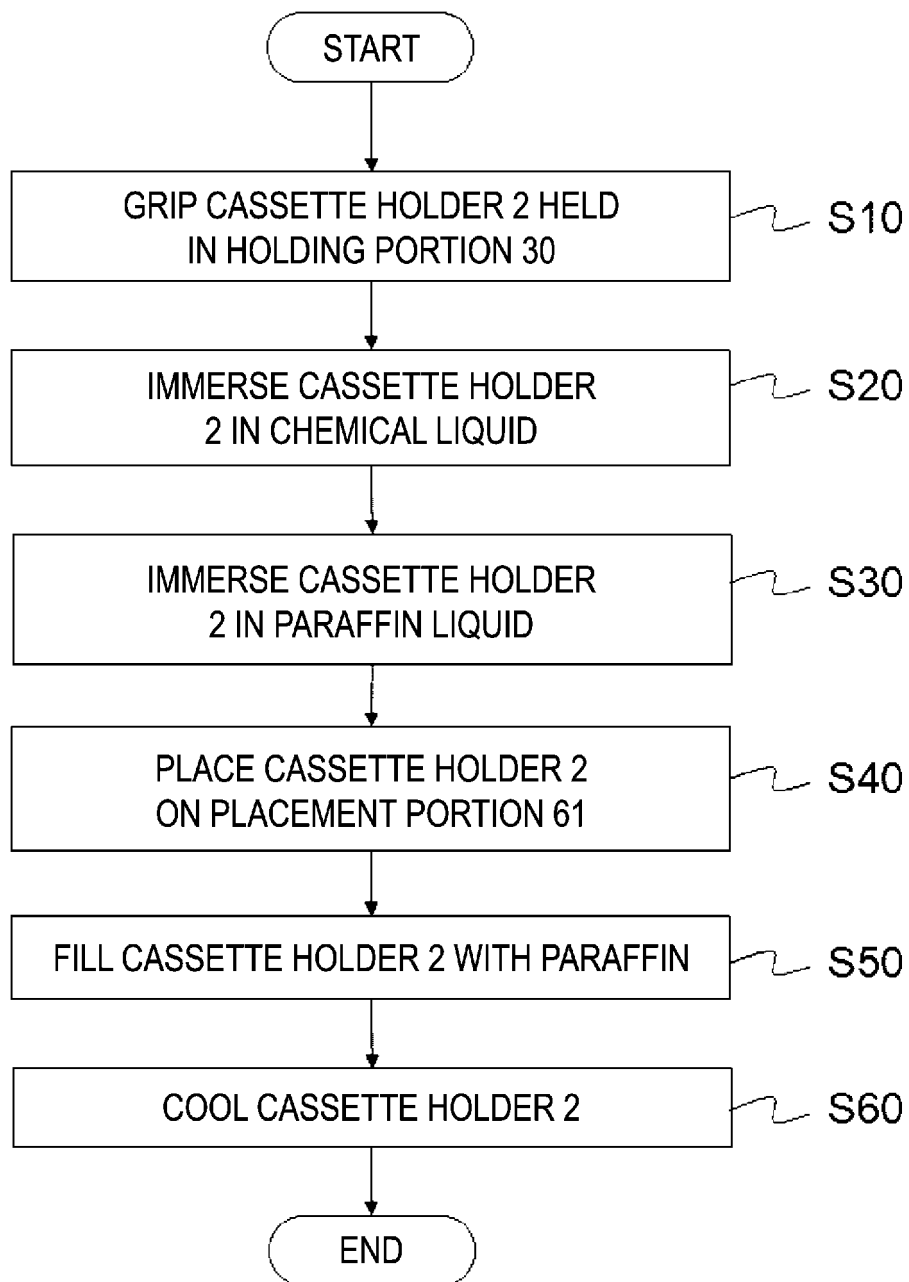 START
GRIP CASSETTE HOLDER 2 HELD
IN HOLDING PORTION 30
S10
IMMERSE CASSETTE HOLDER
2 IN CHEMICAL LIQUID
S20
IMMERSE CASSETTE HOLDER
2 IN PARAFFIN LIQUID
S30
PLACE CASSETTE HOLDER 2
ON PLACEMENT PORTION 61
S40
FILL CASSETTE HOLDER 2 WITH PARAFFIN
S50
COOL CASSETTE HOLDER 2
S60
END